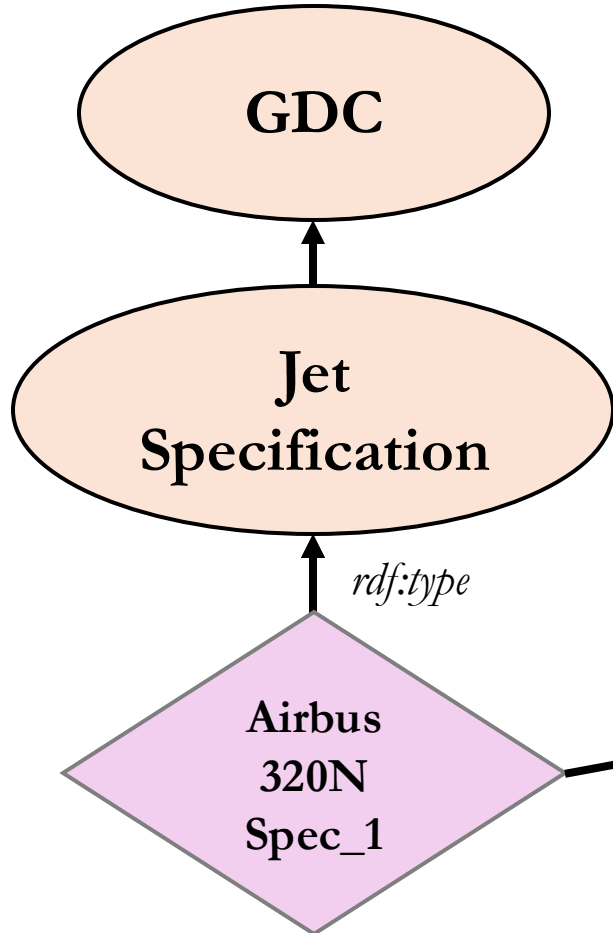 GDC
Jet
Specification
rdf:type
Airbus
320N
Spec_1